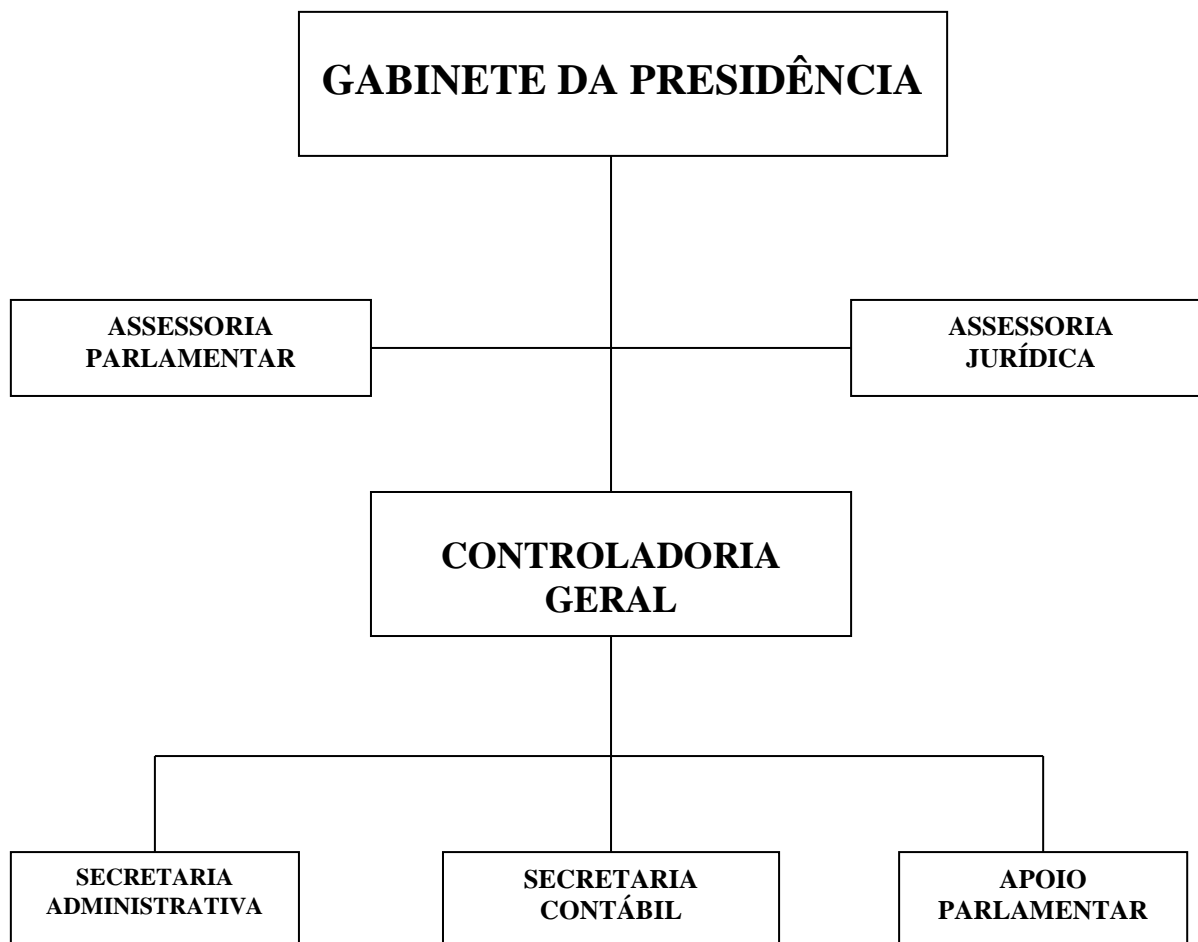 GABINETE DA PRESIDÊNCIA
ASSESSORIA
PARLAMENTAR
ASSESSORIA
JURÍDICA
CONTROLADORIA
GERAL
SECRETARIA
ADMINISTRATIVA
SECRETARIA
CONTÁBIL
APOIO
PARLAMENTAR